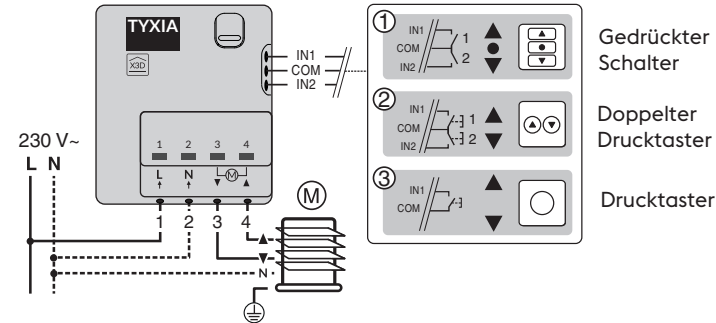 TYXIA
X3D
IN1
COM
IN2
1 2 3 4
L N M
230 V~
L N
1 2 3 4
M
N
1
IN1
COM
IN2
1
2
Gedrückter
Schalter
2
IN1
COM
IN2
1
2
Doppelter
Drucktaster
3
IN1
COM
Drucktaster